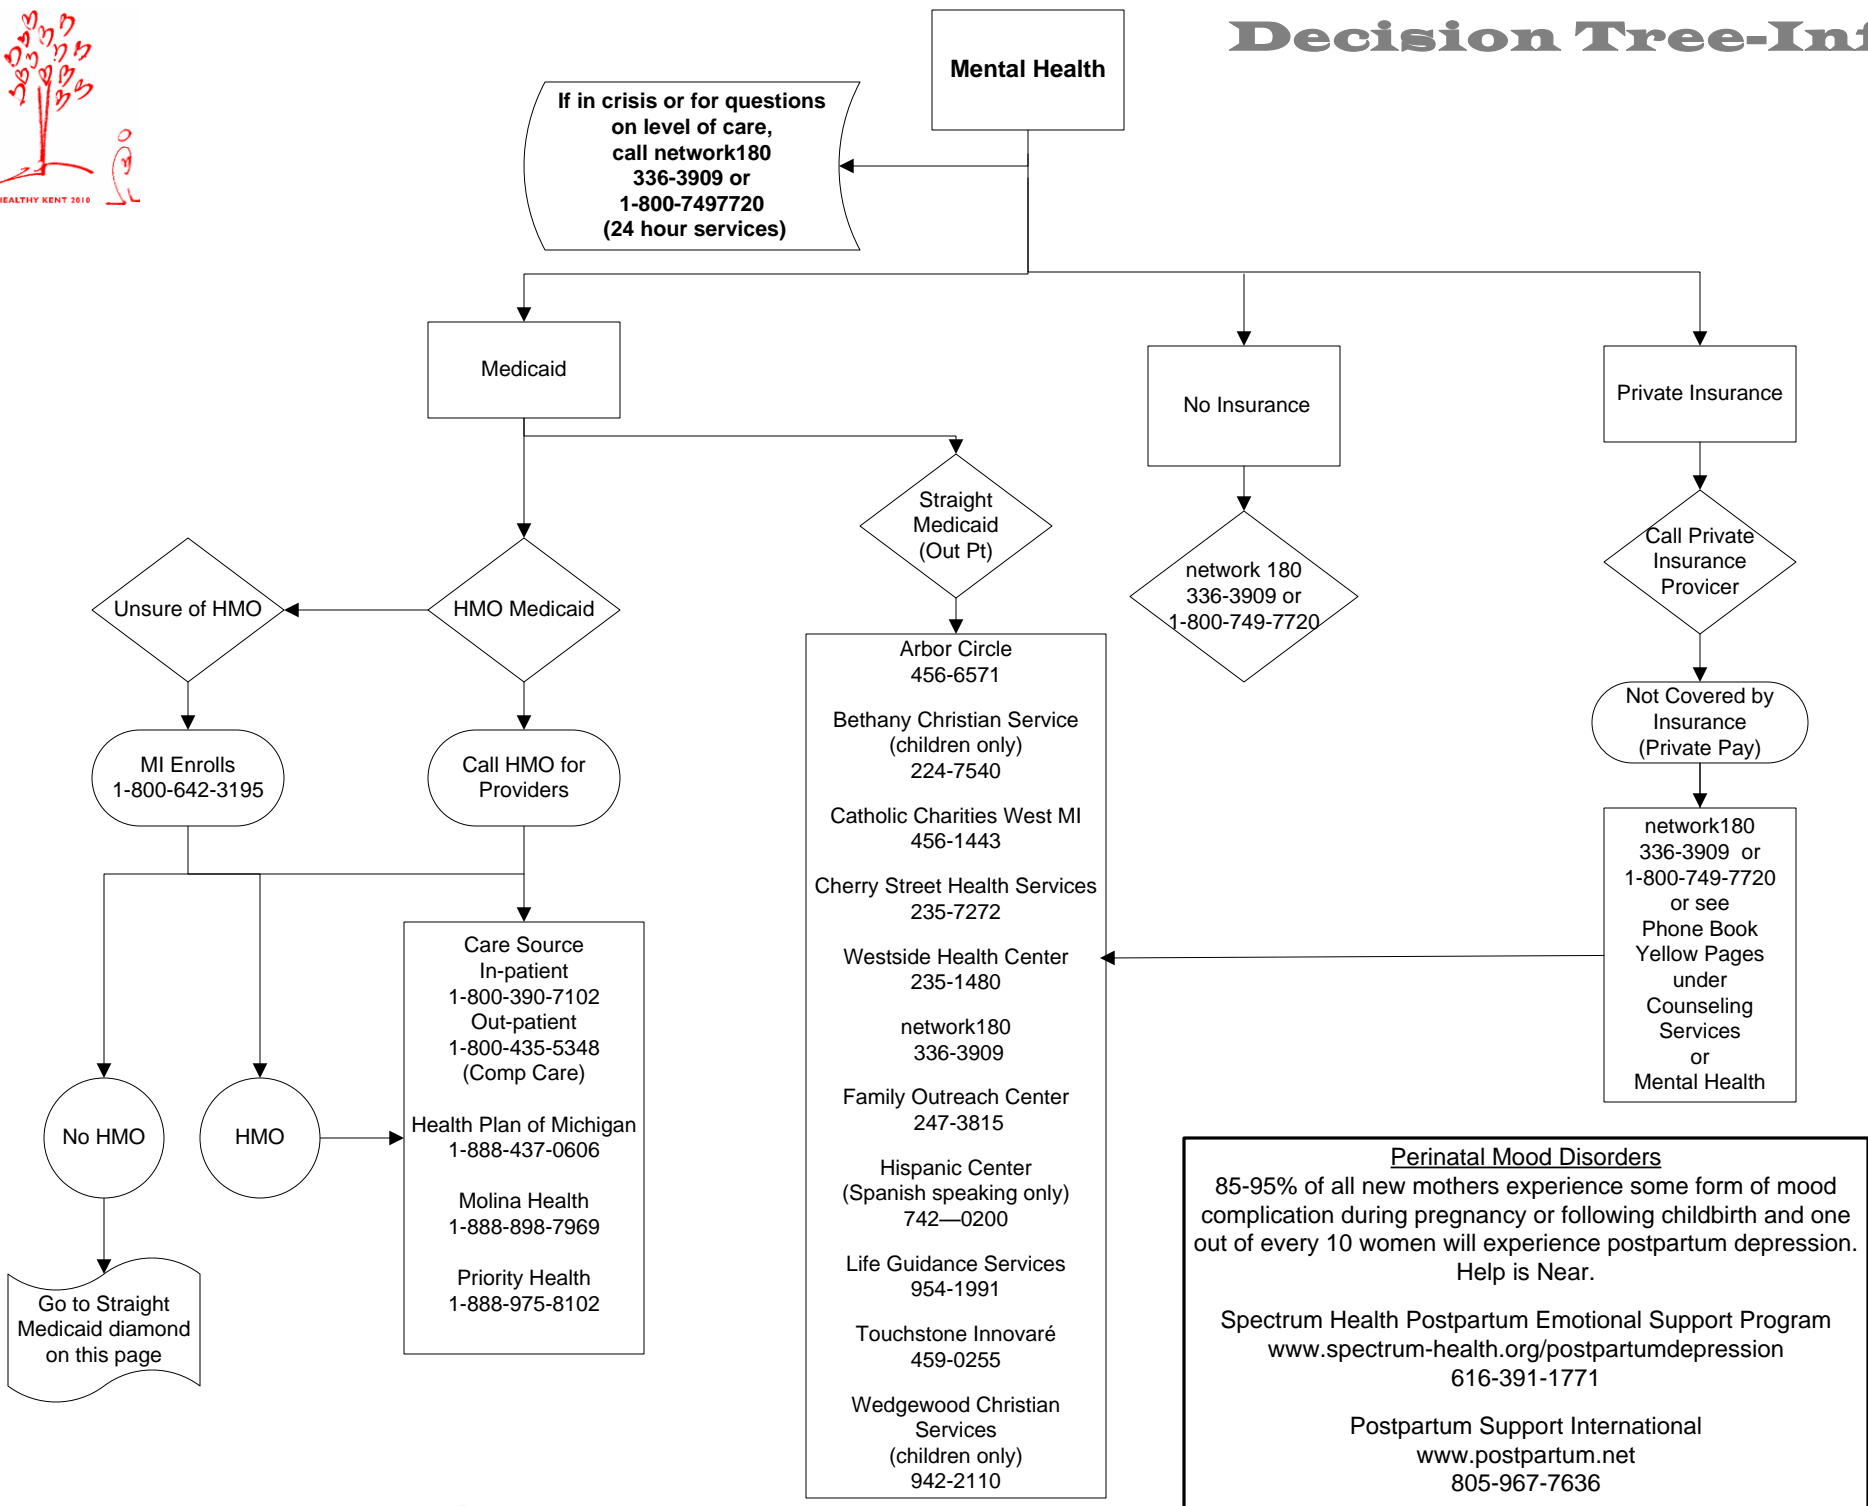 Decision Tree-Inf
HEALTHY KENT 2010
Mental Health
If in crisis or for questions
on level of care,
call network180
336-3909 or
1-800-7497720
(24 hour services)
Medicaid
No Insurance
Private Insurance
Straight
Medicaid
(Out Pt)
network 180
336-3909 or
1-800-749-7720
Call Private
Insurance
Provicer
Unsure of HMO
HMO Medicaid
MI Enrolls
1-800-642-3195
Call HMO for
Providers
Not Covered by
Insurance
(Private Pay)
Arbor Circle
456-6571
Bethany Christian Service
(children only)
224-7540
Catholic Charities West MI
456-1443
Cherry Street Health Services
235-7272
Westside Health Center
235-1480
network180
336-3909
Family Outreach Center
247-3815
Hispanic Center
(Spanish speaking only)
742—0200
Life Guidance Services
954-1991
Touchstone Innovaré
459-0255
Wedgewood Christian
Services
(children only)
942-2110
network180
336-3909 or
1-800-749-7720
or see
Phone Book
Yellow Pages
under
Counseling
Services
or
Mental Health
Care Source
In-patient
1-800-390-7102
Out-patient
1-800-435-5348
(Comp Care)
Health Plan of Michigan
1-888-437-0606
Molina Health
1-888-898-7969
Priority Health
1-888-975-8102
No HMO
HMO
Go to Straight
Medicaid diamond
on this page
Perinatal Mood Disorders
85-95% of all new mothers experience some form of mood
complication during pregnancy or following childbirth and one
out of every 10 women will experience postpartum depression.
Help is Near.
Spectrum Health Postpartum Emotional Support Program
www.spectrum-health.org/postpartumdepression
616-391-1771
Postpartum Support International
www.postpartum.net
805-967-7636